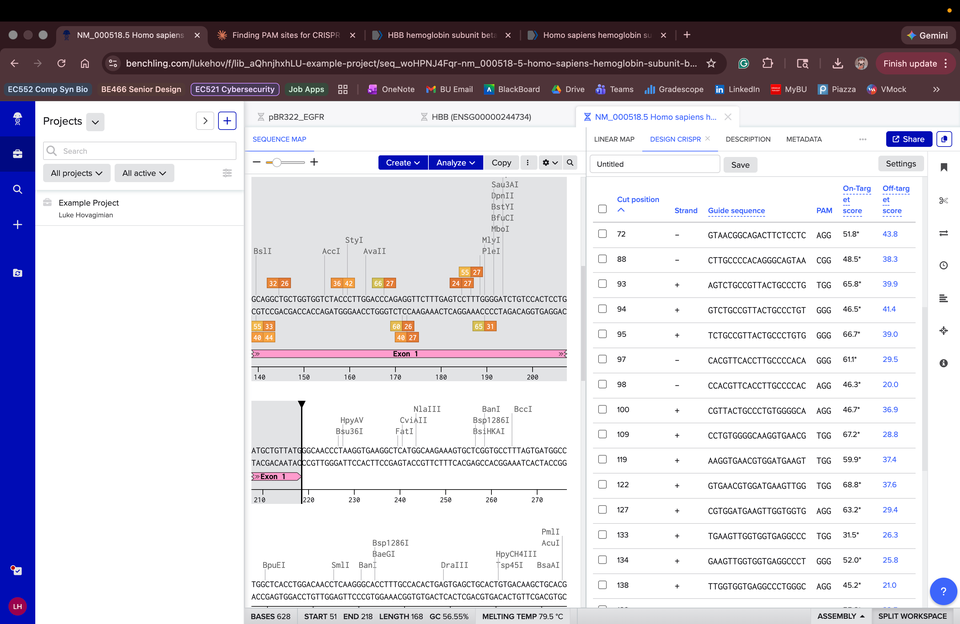 NM_000518.5 Homo sapiens
Finding PAM sites for CRISPR
HBB hemoglobin subunit beta
Homo sapiens hemoglobin su
Gemini
benchling.com/lukehov/f/lib_aQhnjhxhLU-example-project/seq_woHPNJ4Fqr-nm_000518-5-homo-sapiens-hemoglobin-subunit-b...
Finish update
EC552 Comp Syn Bio
BE466 Senior Design
EC521 Cybersecurity
Job Apps
OneNote
BU Email
BlackBoard
Drive
Teams
Gradescope
LinkedIn
MyBU
Piazza
VMock
Projects
Search
All projects
All active
Example Project
Luke Hovagimian
LH
pBR322_EGFR
HBB (ENSG00000244734)
NM_000518.5 Homo sapiens h...
SEQUENCE MAP
Create
Analyze
Copy
Sau3AI
DpnII
BstYI
BfuCI
MboI
StyI
MlyI
BslI
AccI
AvaII
PleI
55 27
32 26
36 42
66 27
24 27
GCAGGCTGCTGGTGGTCTACCCTTGGACCCAGAGGTTCTTTGAGTCCTTTGGGGATCTGTCCACTCCTG
CGTCCGACGACCACCAGATGGGAACCTGGGTCTCCAAGAAACTCAGGAAACCCCTAGACAGGTGAGGAC
55 33
60 26
65 31
40 44
40 27
Exon 1
140 150 160 170 180 190 200
NlaIII
BanI
BccI
HpyAV
CviAII
Bsp1286I
Bsu36I
FatI
BsiHKAI
ATGCTGTTATGGGCAACCCTAAGGTGAAGGCTCATGGCAAGAAAGTGCTCGGTGCCTTTAGTGATGGCC
TACGACAATACCCGTTGGGATTCCACTTCCGAGTACCGTTCTTTCACGAGCCACGGAAATCACTACCGG
Exon 1
210 220 230 240 250 260 270
PmlI
Bsp1286I
AcuI
BaeGI
HpyCH4III
BpuEI
SmlI
BanI
DraIII
Tsp45I
BsaAI
TGGCTCACCTGGACAACCTCAAGGGCACCTTTGCCACACTGAGTGAGCTGCACTGTGACAAGCTGCACG
ACCGAGTGGACCTGTTGGAGTTCCCGTGGAAACGGTGTGACTCACTCGACGTGACACTGTTCGACGTGC
LINEAR MAP
DESIGN CRISPR
DESCRIPTION
METADATA
Share
Untitled
Save
Settings
Cut position
Strand
Guide sequence
PAM
On-Target score
Off-target score
72 – GTAACGGCAGACTTCTCCTC AGG 51.8* 43.8
88 – CTTGCCCCACAGGGCAGTAA CGG 48.5* 38.3
93 + AGTCTGCCGTTACTGCCCTG TGG 65.8* 39.9
94 + GTCTGCCGTTACTGCCCTGT GGG 46.5* 41.4
95 + TCTGCCGTTACTGCCCTGTG GGG 66.7* 39.0
97 – CACGTTCACCTTGCCCCACA GGG 61.1* 29.5
98 – CCACGTTCACCTTGCCCCAC AGG 46.3* 20.0
100 + CGTTACTGCCCTGTGGGGCA AGG 46.7* 36.9
109 + CCTGTGGGGCAAGGTGAACG TGG 67.2* 28.8
119 + AAGGTGAACGTGGATGAAGT TGG 59.9* 37.4
122 + GTGAACGTGGATGAAGTTGG TGG 68.8* 37.6
127 + CGTGGATGAAGTTGGTGGTG AGG 63.2* 29.4
133 + TGAAGTTGGTGGTGAGGCCC TGG 31.5* 26.3
134 + GAAGTTGGTGGTGAGGCCCT GGG 52.0* 25.8
138 + TTGGTGGTGAGGCCCTGGGC AGG 45.2* 21.0
BASES 628
START 51 END 218 LENGTH 168 GC 56.55%
MELTING TEMP 79.5 °C
ASSEMBLY
SPLIT WORKSPACE